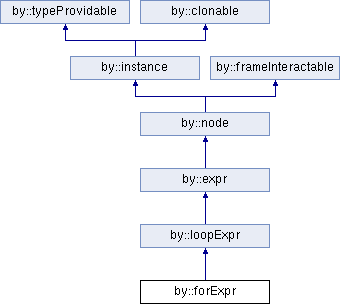 by::typeProvidable by::clonable
by::instance by::frameInteractable
by::node
by::expr
by::loopExpr
by::forExpr